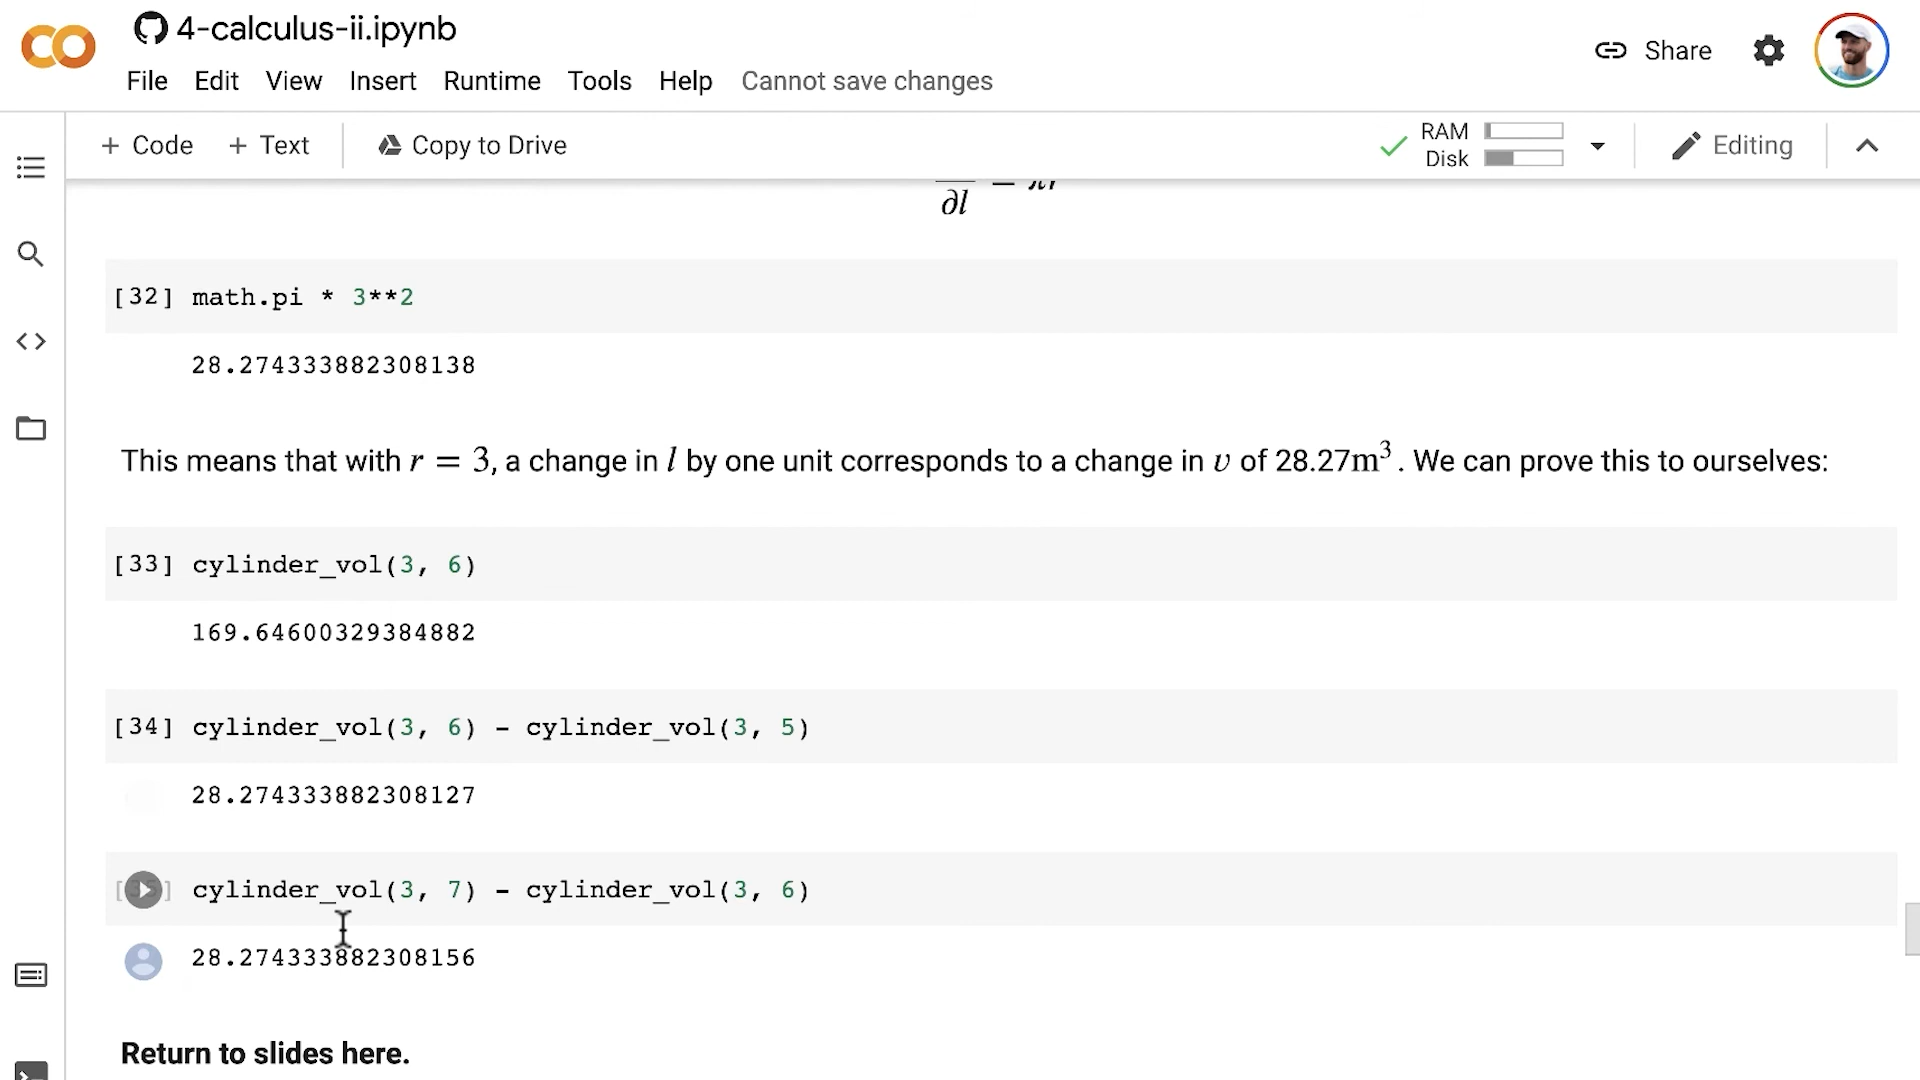 4-calculus-ii.ipynb
Share
File Edit View Insert Runtime Tools Help Cannot save changes
+ Code + Text Copy to Drive
RAM
Disk
Editing
∂l
[32] math.pi * 3**2
28.274333882308138
This means that with r = 3, a change in l by one unit corresponds to a change in v of 28.27m³. We can prove this to ourselves:
[33] cylinder_vol(3, 6)
169.64600329384882
[34] cylinder_vol(3, 6) - cylinder_vol(3, 5)
28.274333882308127
cylinder_vol(3, 7) - cylinder_vol(3, 6)
28.274333882308156
Return to slides here.